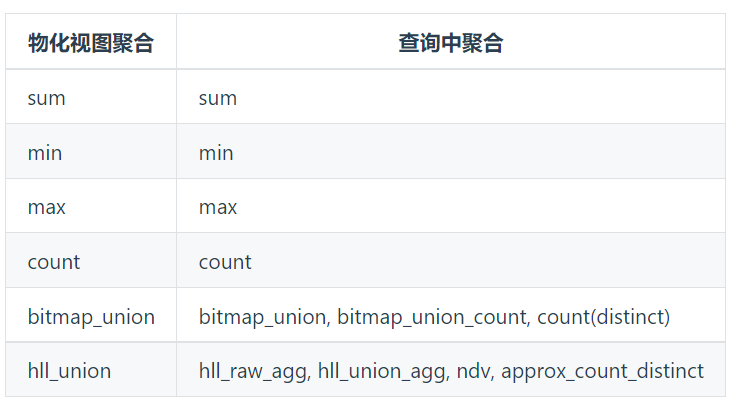 物化视图聚合 查询中聚合
sum sum
min min
max max
count count
bitmap_union bitmap_union, bitmap_union_count, count(distinct)
hll_union hll_raw_agg, hll_union_agg, ndv, approx_count_distinct